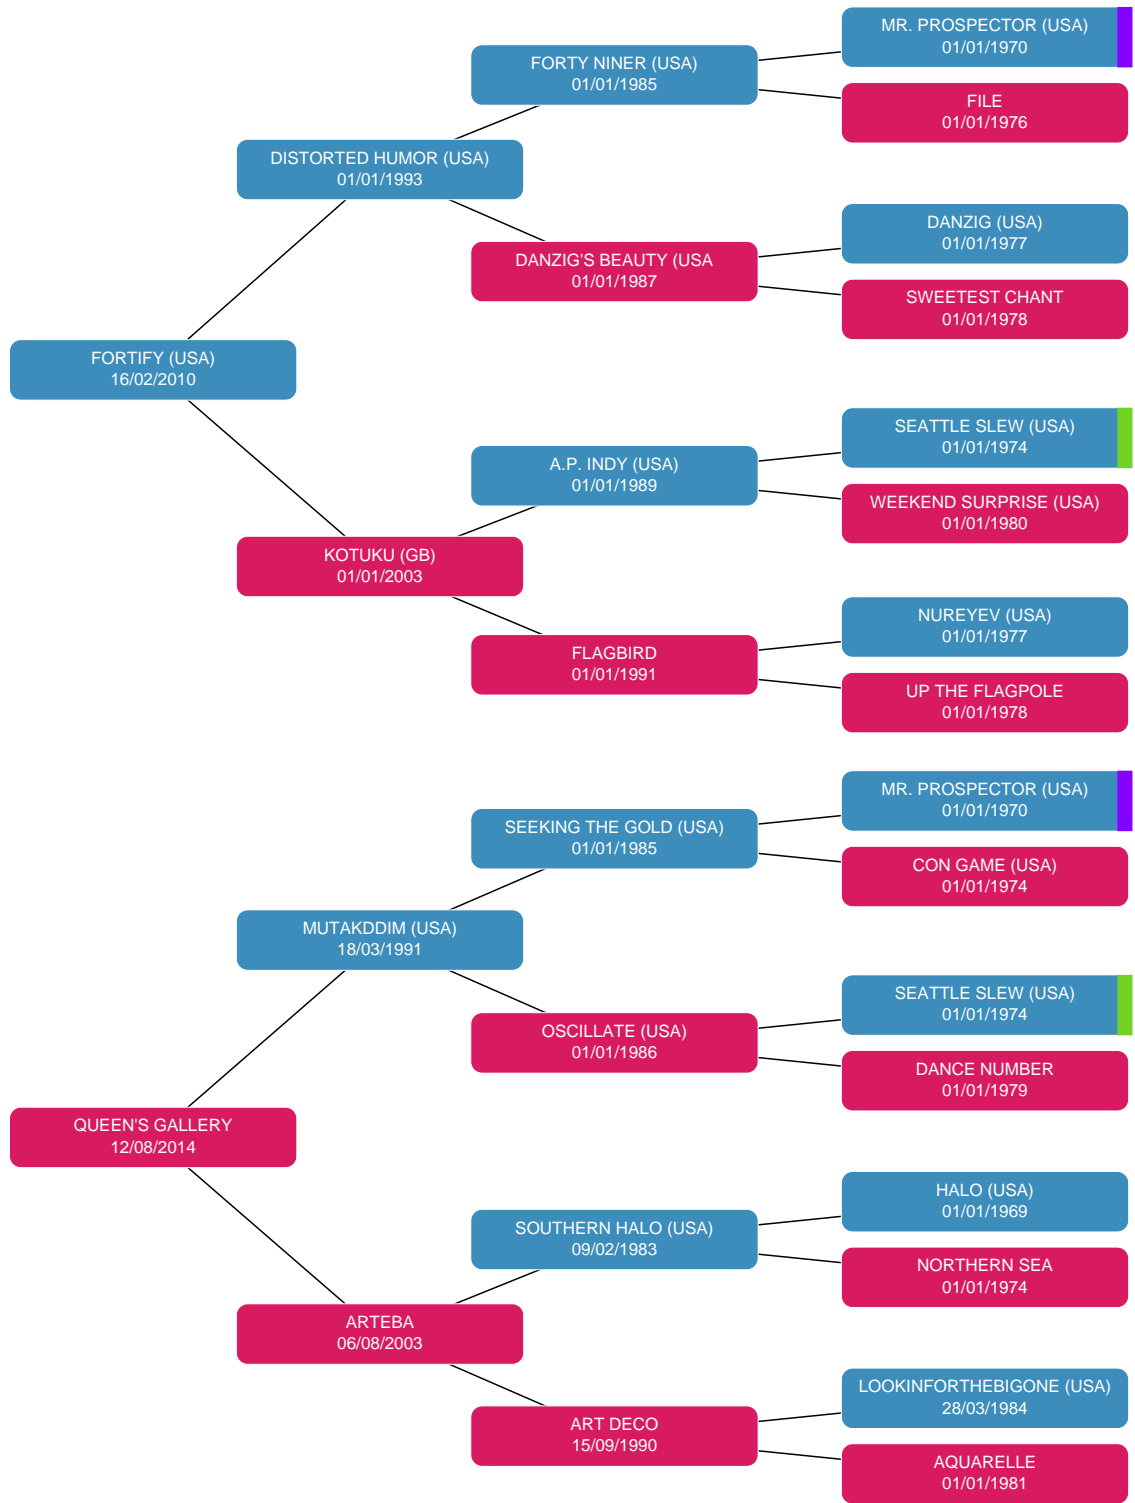 MR. PROSPECTOR (USA)
01/01/1970
FORTY NINER (USA)
01/01/1985
FILE
01/01/1976
DISTORTED HUMOR (USA)
01/01/1993
DANZIG (USA)
01/01/1977
DANZIG'S BEAUTY (USA
01/01/1987
SWEETEST CHANT
01/01/1978
FORTIFY (USA)
16/02/2010
SEATTLE SLEW (USA)
01/01/1974
A.P. INDY (USA)
01/01/1989
WEEKEND SURPRISE (USA)
01/01/1980
KOTUKU (GB)
01/01/2003
NUREYEV (USA)
01/01/1977
FLAGBIRD
01/01/1991
UP THE FLAGPOLE
01/01/1978
MR. PROSPECTOR (USA)
01/01/1970
SEEKING THE GOLD (USA)
01/01/1985
CON GAME (USA)
01/01/1974
MUTAKDDIM (USA)
18/03/1991
SEATTLE SLEW (USA)
01/01/1974
OSCILLATE (USA)
01/01/1986
DANCE NUMBER
01/01/1979
QUEEN'S GALLERY
12/08/2014
HALO (USA)
01/01/1969
SOUTHERN HALO (USA)
09/02/1983
NORTHERN SEA
01/01/1974
ARTEBA
06/08/2003
LOOKINFORTHEBIGONE (USA)
28/03/1984
ART DECO
15/09/1990
AQUARELLE
01/01/1981